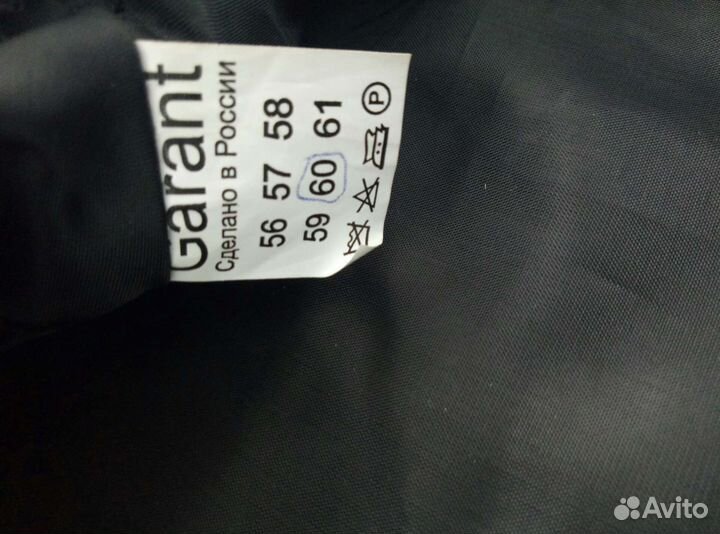 Garant
Сделано в России
56 57 58
59 60 61
P
Avito